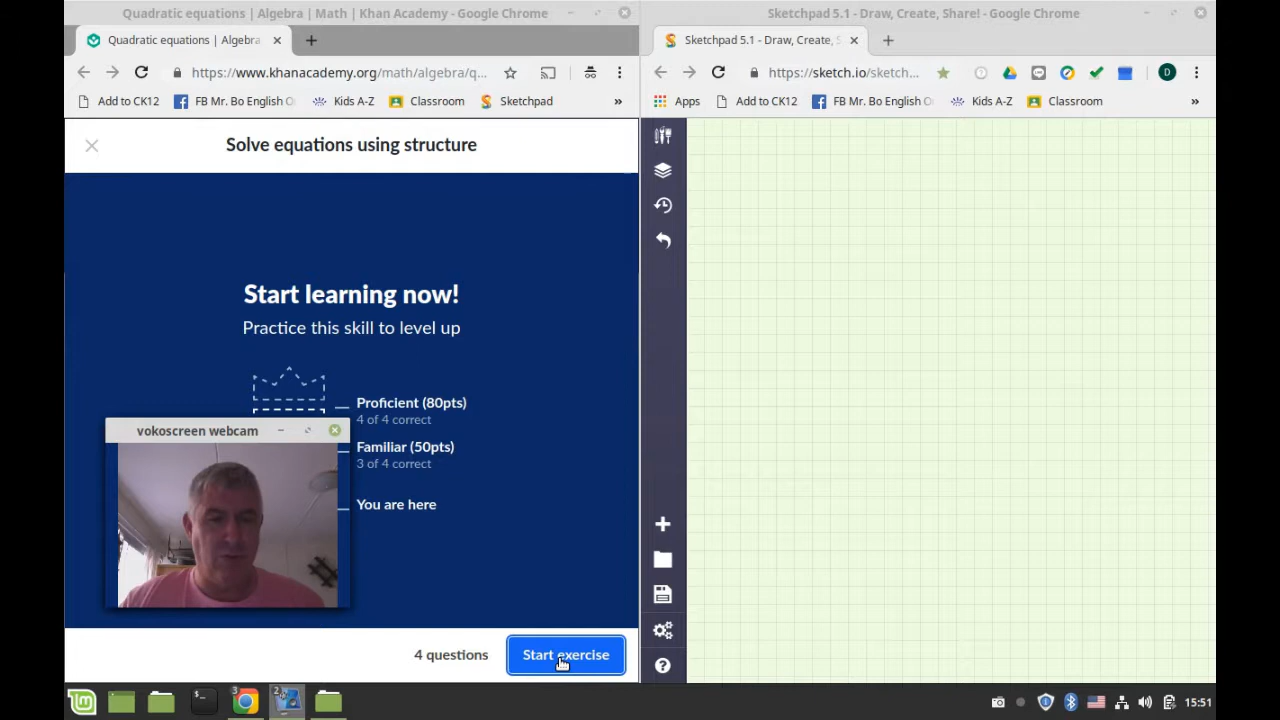 Quadratic equations | Algebra | Math | Khan Academy - Google Chrome
Quadratic equations | Algebra
https://www.khanacademy.org/math/algebra/q...
Add to CK12
FB Mr. Bo English O
Kids A-Z
Classroom
Sketchpad
»
Solve equations using structure
Start learning now!
Practice this skill to level up
Proficient (80pts)
4 of 4 correct
Familiar (50pts)
3 of 4 correct
You are here
vokoscreen webcam
4 questions
Start exercise
Sketchpad 5.1 - Draw, Create, Share! - Google Chrome
Sketchpad 5.1 - Draw, Create, S
https://sketch.io/sketch...
D
Apps
Add to CK12
FB Mr. Bo English O
Kids A-Z
Classroom
»
3
2
15:51